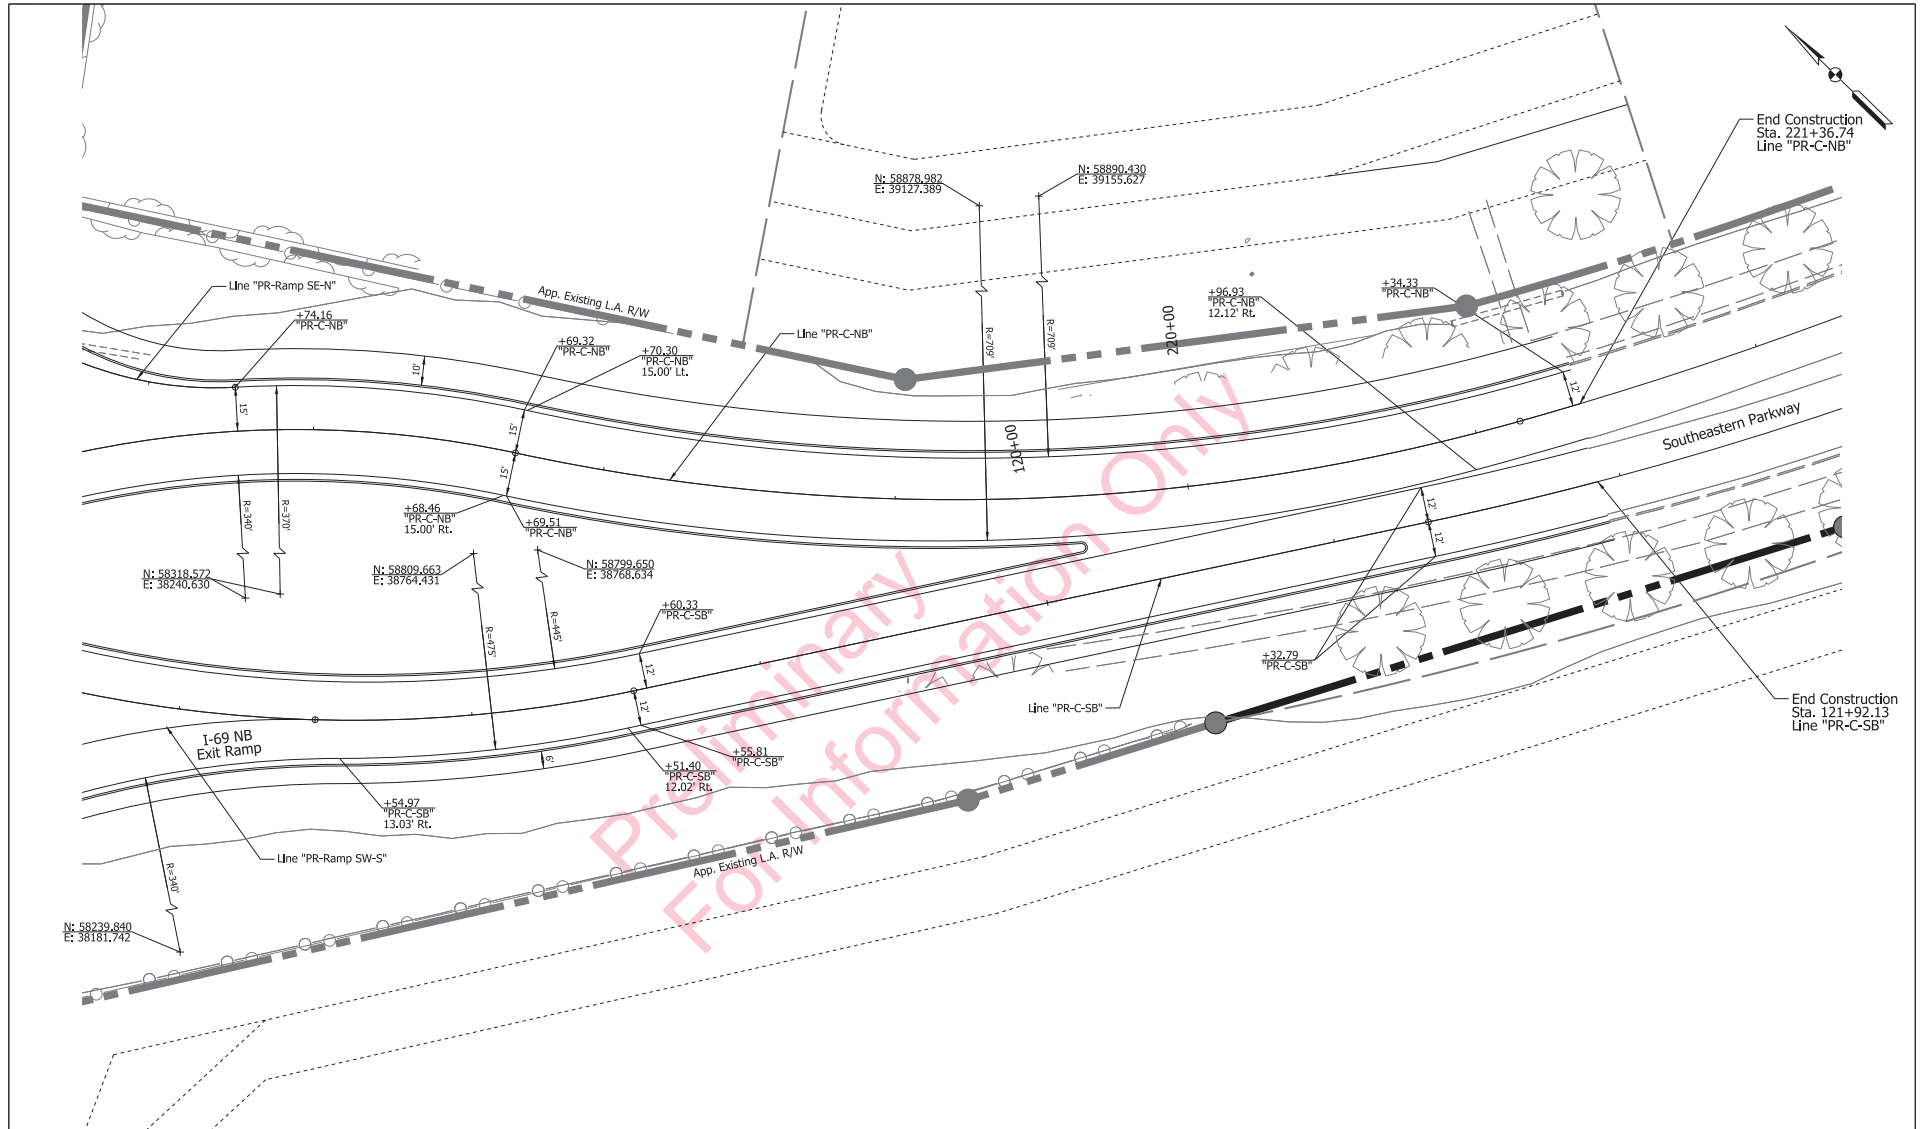 End Construction
Sta. 221+36.74
Line "PR-C-NB"
N: 58878.982
E: 39127.389
N: 58890.430
E: 39155.627
Line "PR-Ramp SE-N"
+74.16
"PR-C-NB"
App. Existing L.A. R/W
+96.93
"PR-C-NB"
12.12' Rt.
+34.33
"PR-C-NB"
220+00
Line "PR-C-NB"
+69.32
"PR-C-NB"
+70.30
"PR-C-NB"
15.00' Lt.
R=709'
R=709'
10'
12'
15'
15'
15'
120+00
Southeastern Parkway
+68.46
"PR-C-NB"
15.00' Rt.
+69.51
"PR-C-NB"
R=340'
R=370'
12'
12'
N: 58318.572
E: 38240.630
N: 58809.663
E: 38764.431
N: 58799.650
E: 38768.634
+60.33
"PR-C-SB"
R=475'
R=445'
12'
12'
+32.79
"PR-C-SB"
Line "PR-C-SB"
End Construction
Sta. 121+92.13
Line "PR-C-SB"
I-69 NB
Exit Ramp
6'
+55.81
"PR-C-SB"
+51.40
"PR-C-SB"
12.02' Rt.
+54.97
"PR-C-SB"
13.03' Rt.
Line "PR-Ramp SW-S"
App. Existing L.A. R/W
R=340'
N: 58239.840
E: 38181.742
Preliminary
For Information Only